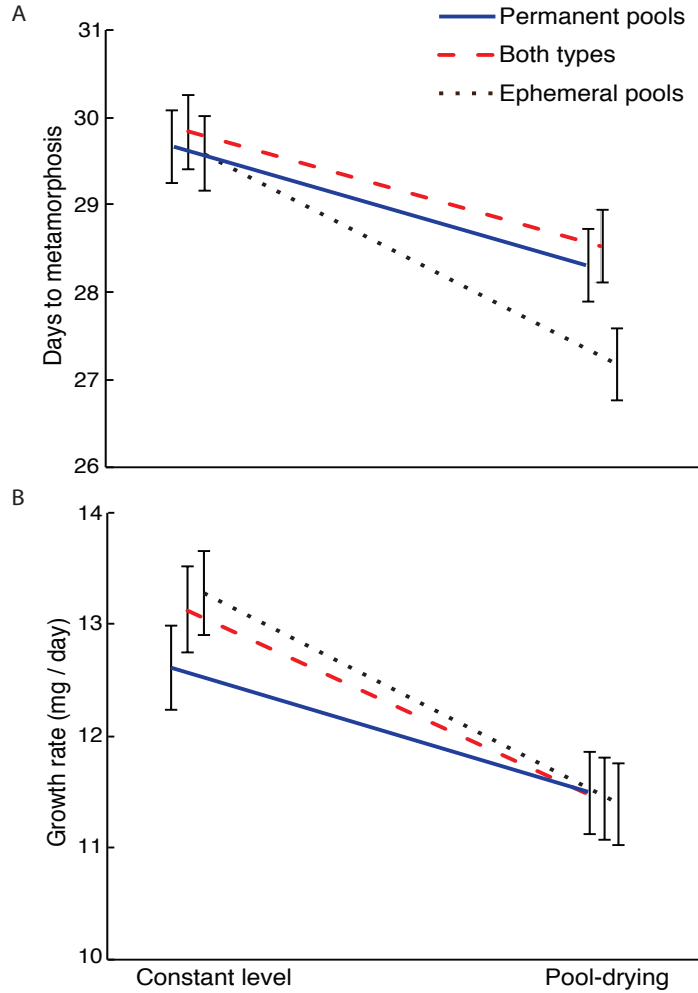 A
Permanent pools
Both types
Ephemeral pools
Days to metamorphosis
31
30
29
28
27
26
B
Growth rate (mg / day)
14
13
12
11
10
Constant level
Pool-drying